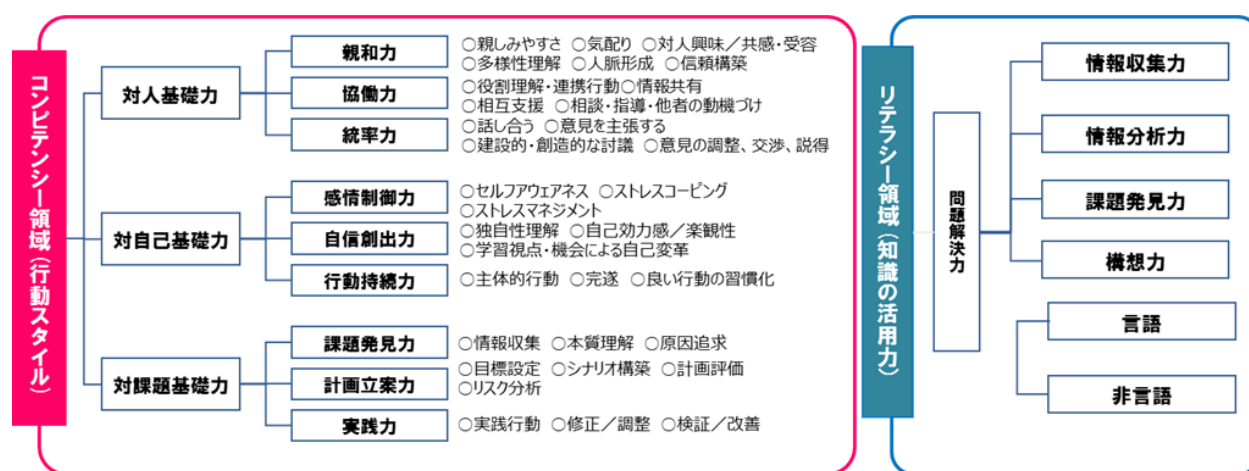 コンピテンシー領域(行動スタイル)
対人基礎力
親和力
○親しみやすさ ○気配り ○対人興味／共感・受容
○多様性理解 ○人脈形成 ○信頼構築
協働力
○役割理解・連携行動○情報共有
○相互支援 ○相談・指導・他者の動機づけ
統率力
○話し合う ○意見を主張する
○建設的・創造的な討議 ○意見の調整、交渉、説得
対自己基礎力
感情制御力
○セルフアウェアネス ○ストレスコーピング
○ストレスマネジメント
自信創出力
○独自性理解 ○自己効力感／楽観性
○学習視点・機会による自己変革
行動持続力
○主体的行動 ○完遂 ○良い行動の習慣化
対課題基礎力
課題発見力
○情報収集 ○本質理解 ○原因追求
計画立案力
○目標設定 ○シナリオ構築 ○計画評価
○リスク分析
実践力
○実践行動 ○修正／調整 ○検証／改善
リテラシー領域(知識の活用力)
問題解決力
情報収集力
情報分析力
課題発見力
構想力
言語
非言語